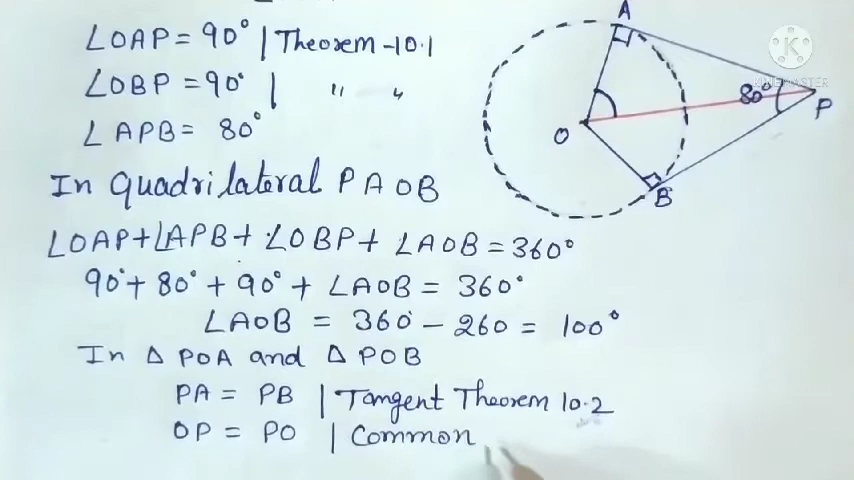 ∠OAP = 90° | Theorem - 10.1
∠OBP = 90° | " "
∠APB = 80°
In Quadrilateral PAOB
∠OAP + ∠APB + ∠OBP + ∠AOB = 360°
90° + 80° + 90° + ∠AOB = 360°
∠AOB = 360 - 260 = 100°
In △ POA and △ POB
PA = PB | Tangent Theorem 10.2
OP = PO | Common
A
80°
P
O
B
K
KINEMASTER